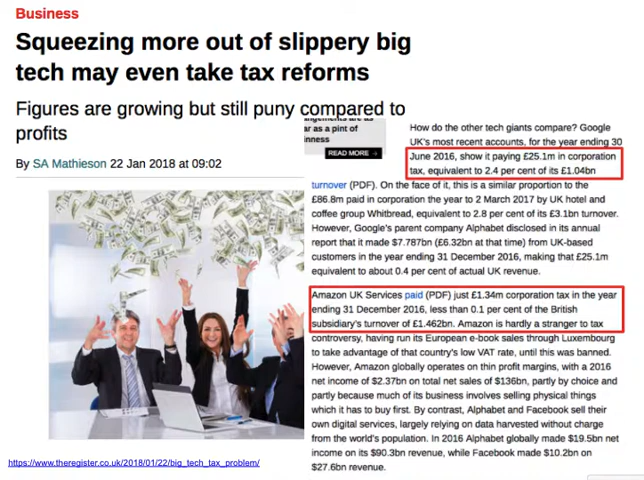 Business
Squeezing more out of slippery big
tech may even take tax reforms
Figures are growing but still puny compared to
profits
By SA Mathieson 22 Jan 2018 at 09:02
ar as a pint of
READ MORE →
How do the other tech giants compare? Google
UK's most recent accounts, for the year ending 30
June 2016, show it paying £25.1m in corporation
tax, equivalent to 2.4 per cent of its £1.04bn
turnover (PDF). On the face of it, this is a similar proportion to the
£86.8m paid in corporation the year to 2 March 2017 by UK hotel and
coffee group Whitbread, equivalent to 2.8 per cent of its £3.1bn turnover.
However, Google's parent company Alphabet disclosed in its annual
report that it made $7.787bn (£6.32bn at that time) from UK-based
customers in the year ending 31 December 2016, making that £25.1m
equivalent to about 0.4 per cent of actual UK revenue.
Amazon UK Services paid (PDF) just £1.34m corporation tax in the year
ending 31 December 2016, less than 0.1 per cent of the British
subsidiary's turnover of £1.462bn. Amazon is hardly a stranger to tax
controversy, having run its European e-book sales through Luxembourg
to take advantage of that country's low VAT rate, until this was banned.
However, Amazon globally operates on thin profit margins, with a 2016
net income of $2.37bn on total net sales of $136bn, partly by choice and
partly because much of its business involves selling physical things
which it has to buy first. By contrast, Alphabet and Facebook sell their
own digital services, largely relying on data harvested without charge
from the world's population. In 2016 Alphabet globally made $19.5bn net
income on its $90.3bn revenue, while Facebook made $10.2bn on
$27.6bn revenue.
https://www.theregister.co.uk/2018/01/22/big_tech_tax_problem/